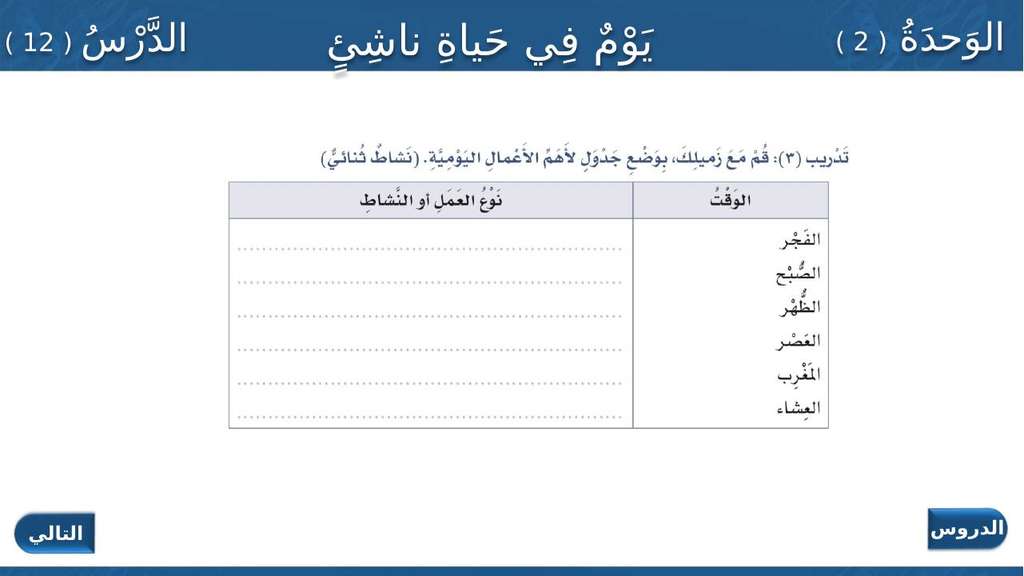 الوَحدَةُ ( 2 )
يَوْمٌ فِي حَياةِ ناشِئٍ
الدَّرْسُ ( 12 )
تَدْريب (٣): قُمْ مَعَ زَميلِكَ، بِوَضْعِ جَدْوَلٍ لأَهَمِّ الأَعْمالِ اليَوْمِيَّةِ. (نَشاطٌ ثُنائيٌّ)
الوَقْتُ
نَوْعُ العَمَلِ أو النَّشاطِ
الفَجْر
الصُّبْح
الظُّهْر
العَصْر
المَغْرِب
العِشاء
الدروس
التالي